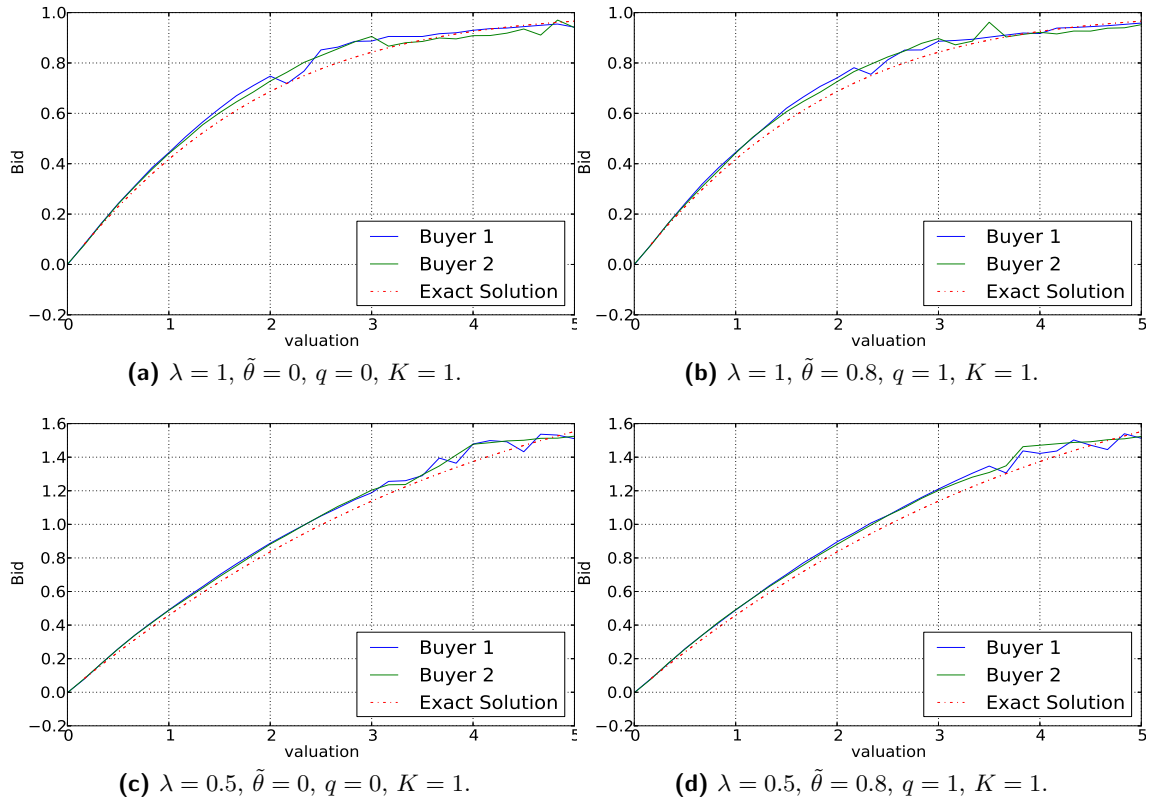 1.0
0.8
0.6
0.4
0.2
0.0
−0.2
Bid
0 1 2 3 4 5
valuation
Buyer 1
Buyer 2
Exact Solution
(a) λ = 1, θ̃ = 0, q = 0, K = 1.
1.0
0.8
0.6
0.4
0.2
0.0
−0.2
Bid
0 1 2 3 4 5
valuation
Buyer 1
Buyer 2
Exact Solution
(b) λ = 1, θ̃ = 0.8, q = 1, K = 1.
1.6
1.4
1.2
1.0
0.8
0.6
0.4
0.2
0.0
−0.2
Bid
0 1 2 3 4 5
valuation
Buyer 1
Buyer 2
Exact Solution
(c) λ = 0.5, θ̃ = 0, q = 0, K = 1.
1.6
1.4
1.2
1.0
0.8
0.6
0.4
0.2
0.0
−0.2
Bid
0 1 2 3 4 5
valuation
Buyer 1
Buyer 2
Exact Solution
(d) λ = 0.5, θ̃ = 0.8, q = 1, K = 1.